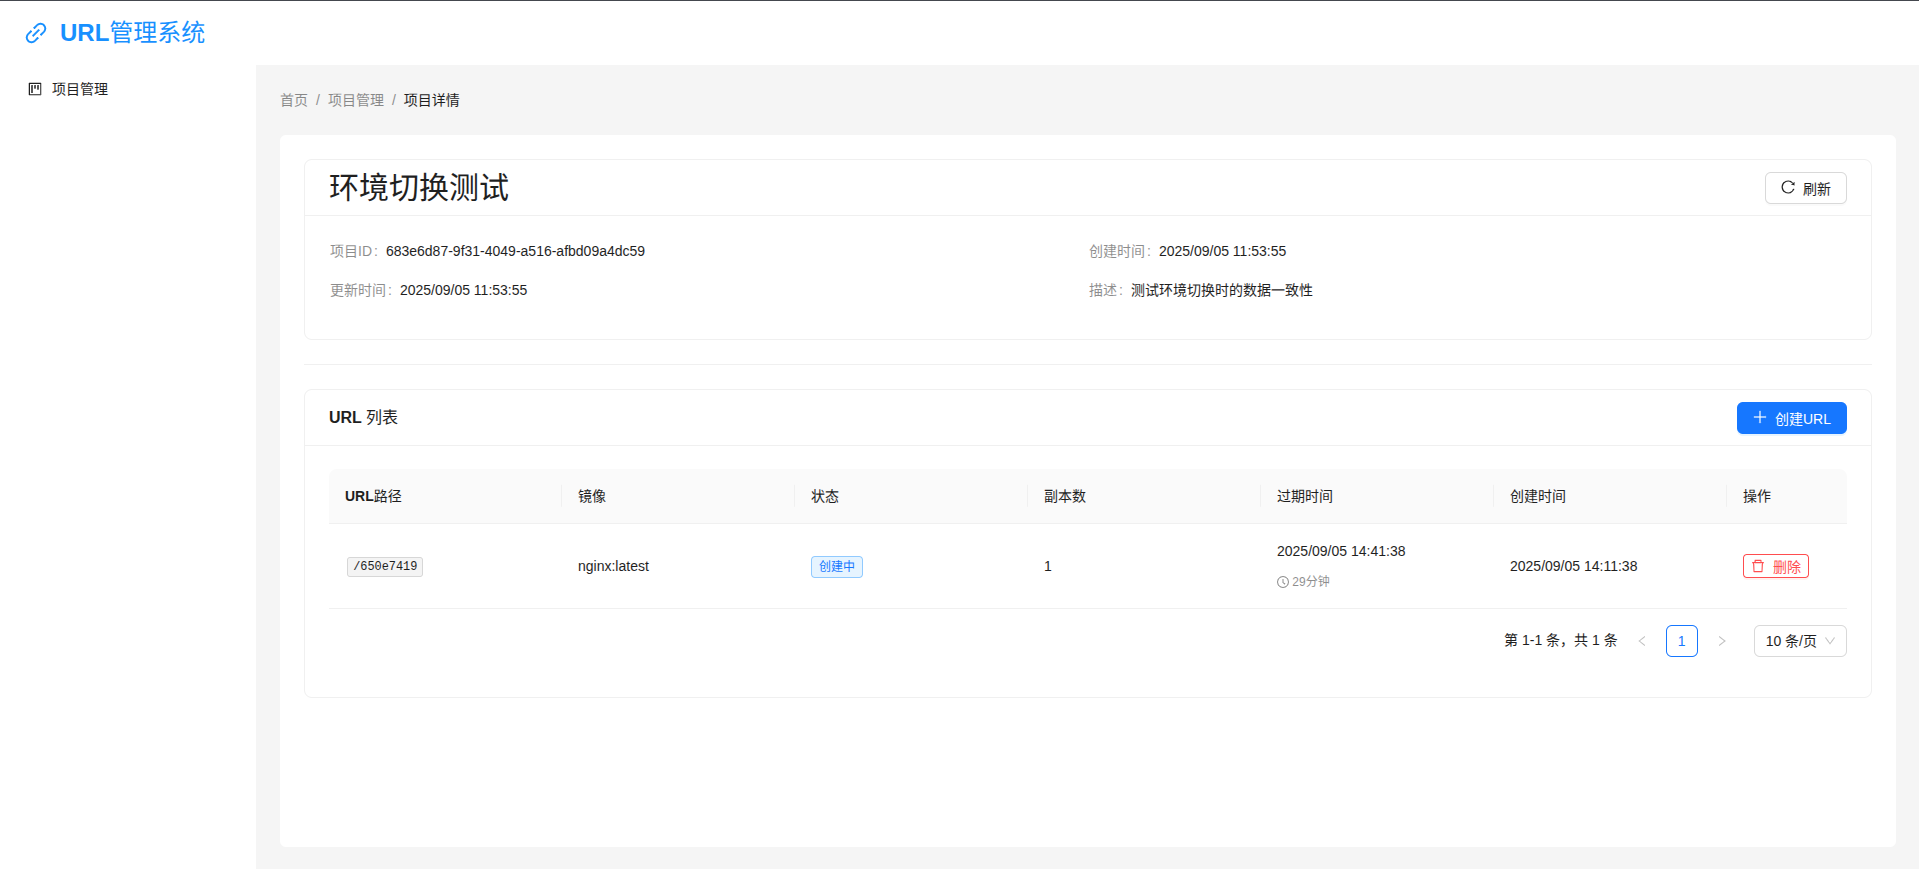 URL管理系统
项目管理
首页 / 项目管理 / 项目详情
环境切换测试
刷新
项目ID： 683e6d87-9f31-4049-a516-afbd09a4dc59
创建时间： 2025/09/05 11:53:55
更新时间： 2025/09/05 11:53:55
描述： 测试环境切换时的数据一致性
URL 列表
创建URL
URL路径 镜像 状态 副本数 过期时间 创建时间 操作
/650e7419 nginx:latest 创建中 1 2025/09/05 14:41:38 2025/09/05 14:11:38 删除
29分钟
第 1-1 条，共 1 条 < 1 > 10 条/页